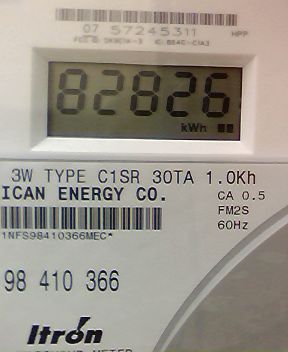 07 57245311 HPP
82826
kWh
3W TYPE C1SR 30TA 1.0Kh
ICAN ENERGY CO.
CA 0.5
FM2S
60Hz
1NFS98410366MEC*
98 410 366
Itron